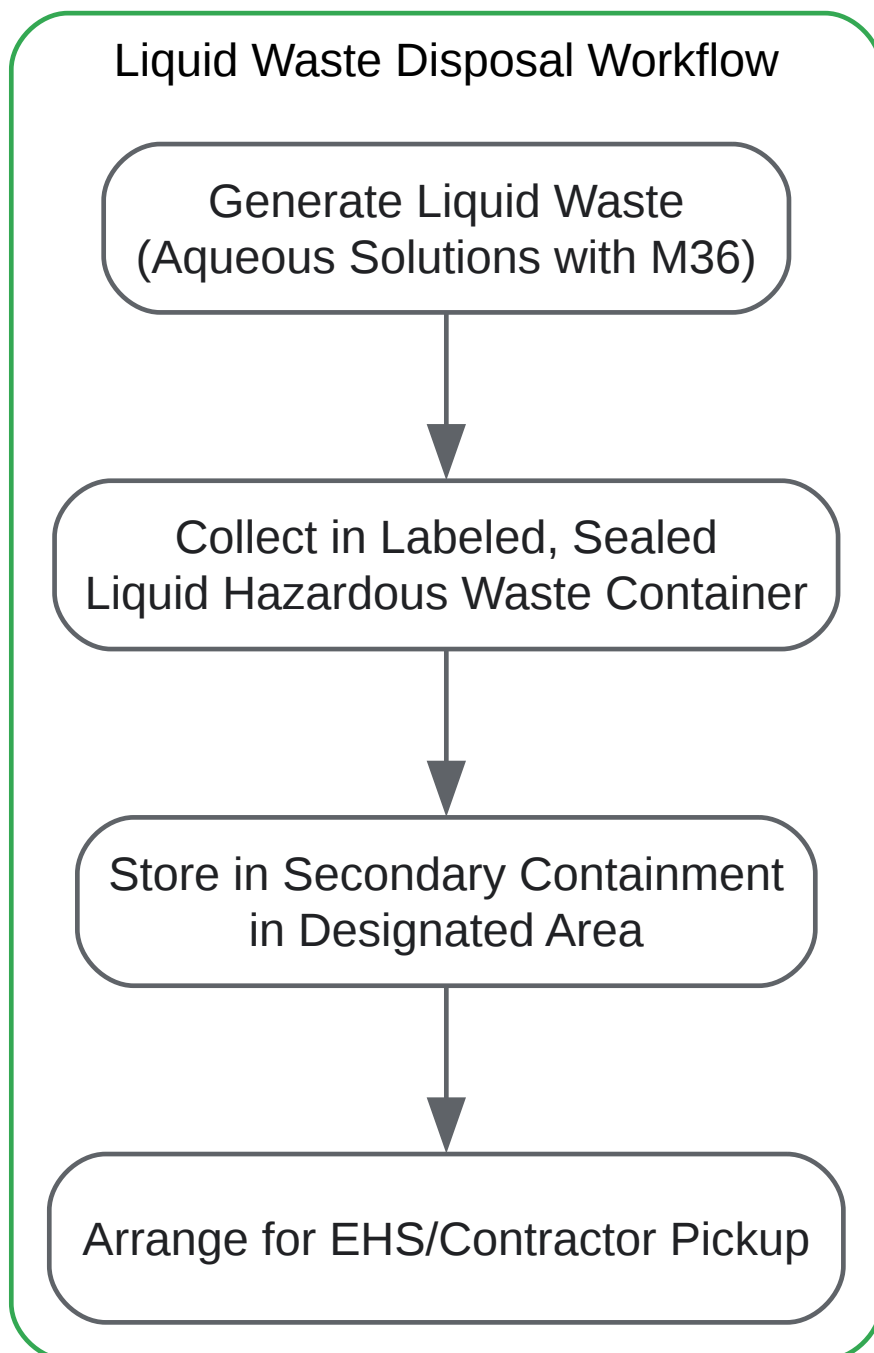 Liquid Waste Disposal Workflow
Generate Liquid Waste
(Aqueous Solutions with M36)
Collect in Labeled, Sealed
Liquid Hazardous Waste Container
Store in Secondary Containment
in Designated Area
Arrange for EHS/Contractor Pickup